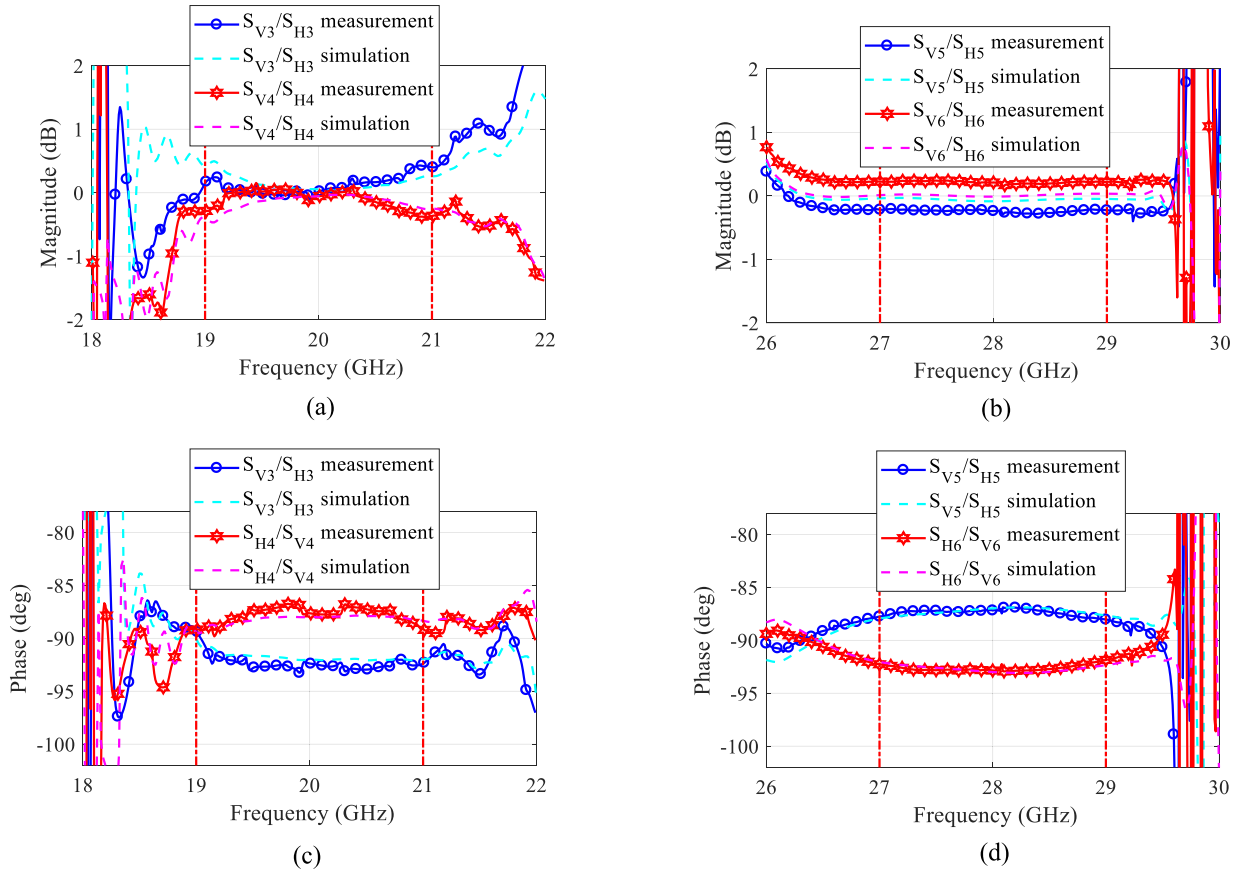 S_V3/S_H3 measurement
S_V3/S_H3 simulation
S_V4/S_H4 measurement
S_V4/S_H4 simulation
2
1
0
-1
-2
Magnitude (dB)
18 19 20 21 22
Frequency (GHz)
(a)
S_V5/S_H5 measurement
S_V5/S_H5 simulation
S_V6/S_H6 measurement
S_V6/S_H6 simulation
2
1
0
-1
-2
Magnitude (dB)
26 27 28 29 30
Frequency (GHz)
(b)
S_V3/S_H3 measurement
S_V3/S_H3 simulation
S_H4/S_V4 measurement
S_H4/S_V4 simulation
-80
-85
-90
-95
-100
Phase (deg)
18 19 20 21 22
Frequency (GHz)
(c)
S_V5/S_H5 measurement
S_V5/S_H5 simulation
S_H6/S_V6 measurement
S_H6/S_V6 simulation
-80
-85
-90
-95
-100
Phase (deg)
26 27 28 29 30
Frequency (GHz)
(d)